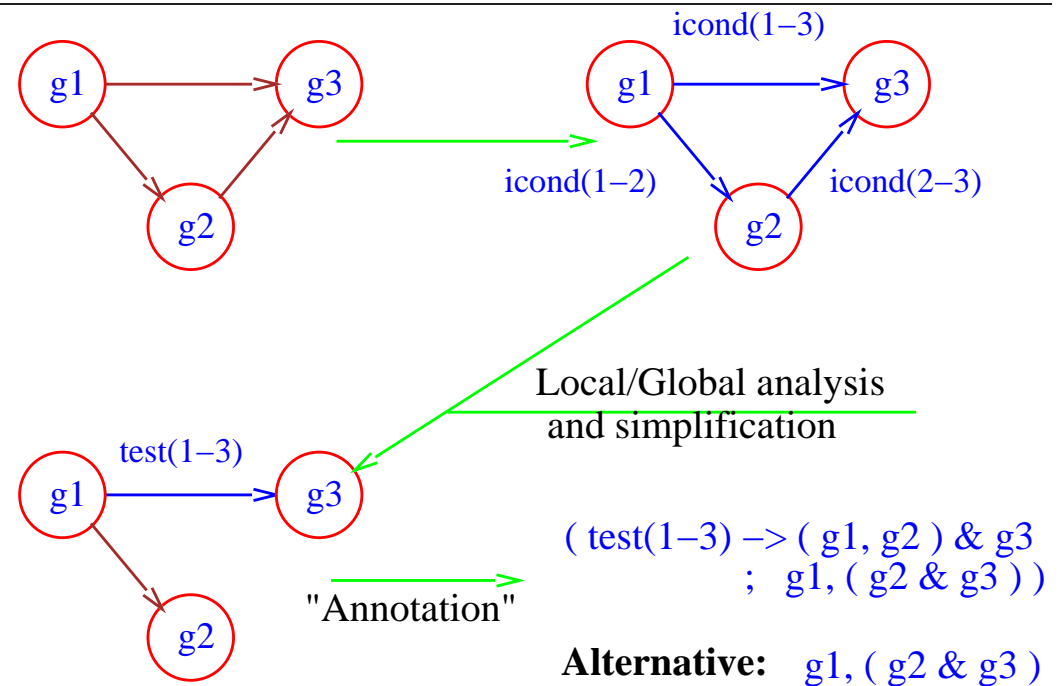 g1
g3
g2
icond(1–3)
g1
g3
icond(1–2)
icond(2–3)
g2
Local/Global analysis
and simplification
test(1–3)
g1
g3
g2
"Annotation"
( test(1–3) –> ( g1, g2 ) & g3
; g1, ( g2 & g3 ) )
Alternative: g1, ( g2 & g3 )